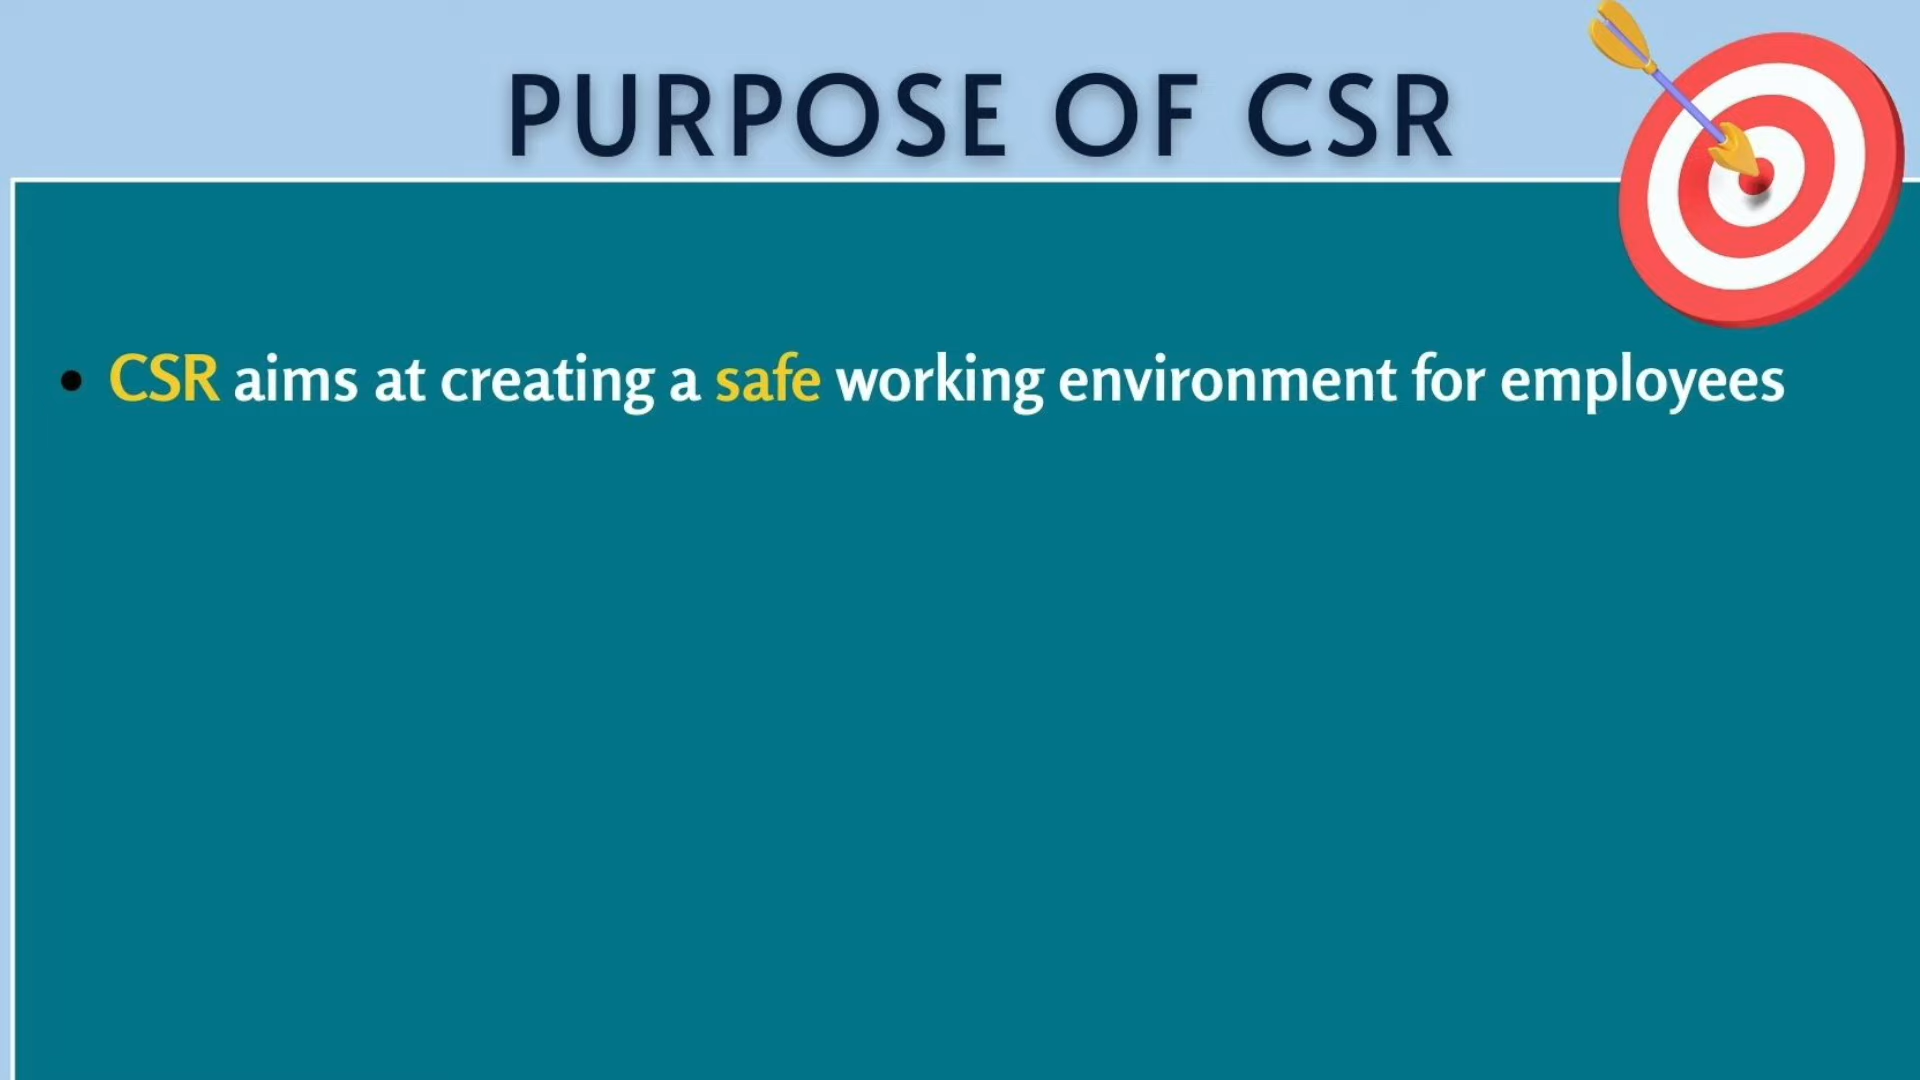 PURPOSE OF CSR
• CSR aims at creating a safe working environment for employees